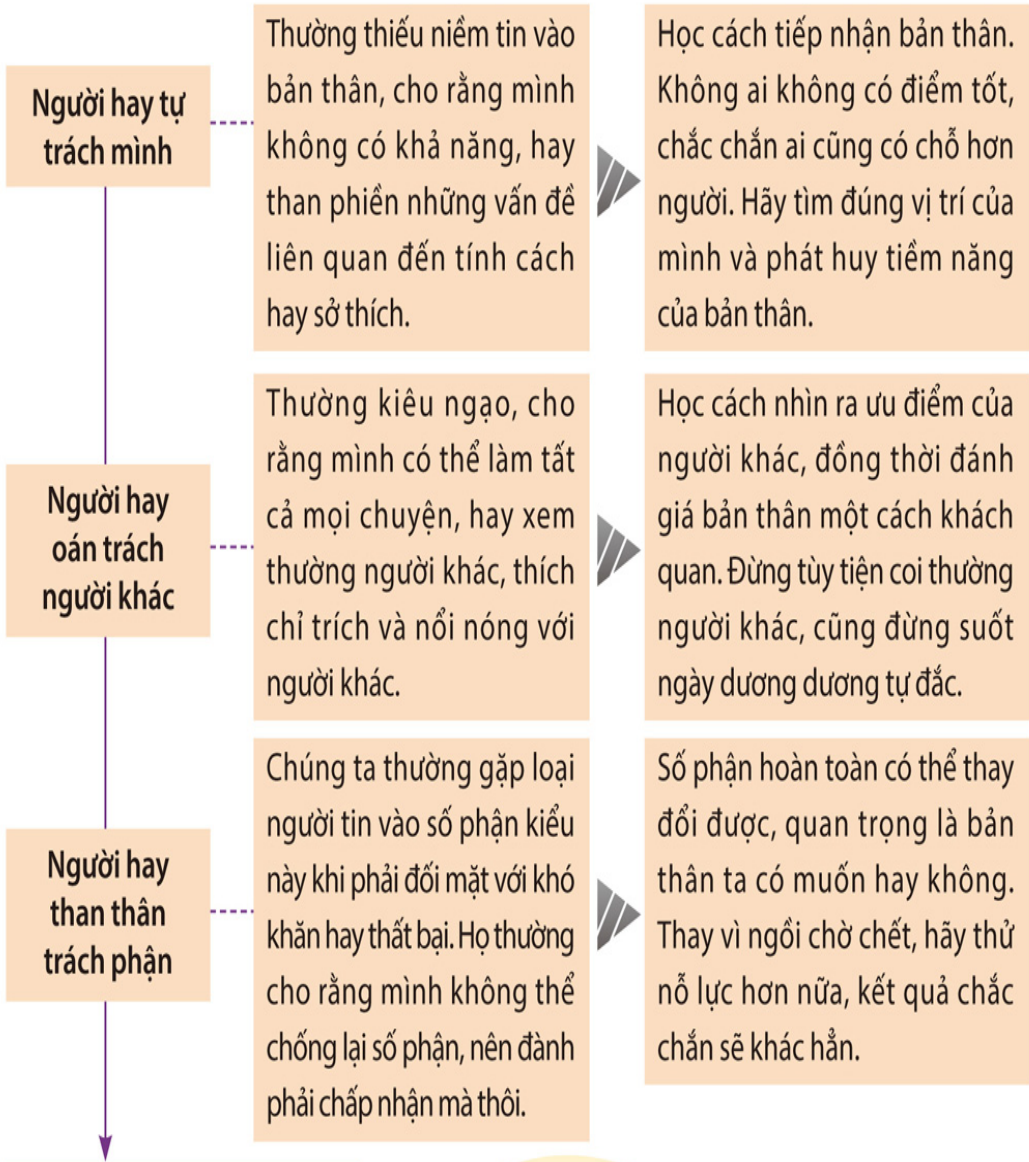 Người hay tự
trách mình
Thường thiếu niềm tin vào
bản thân, cho rằng mình
không có khả năng, hay
than phiền những vấn đề
liên quan đến tính cách
hay sở thích.
Học cách tiếp nhận bản thân.
Không ai không có điểm tốt,
chắc chắn ai cũng có chỗ hơn
người. Hãy tìm đúng vị trí của
mình và phát huy tiềm năng
của bản thân.
Người hay
oán trách
người khác
Thường kiêu ngạo, cho
rằng mình có thể làm tất
cả mọi chuyện, hay xem
thường người khác, thích
chỉ trích và nổi nóng với
người khác.
Học cách nhìn ra ưu điểm của
người khác, đồng thời đánh
giá bản thân một cách khách
quan. Đừng tùy tiện coi thường
người khác, cũng đừng suốt
ngày dương dương tự đắc.
Người hay
than thân
trách phận
Chúng ta thường gặp loại
người tin vào số phận kiểu
này khi phải đối mặt với khó
khăn hay thất bại. Họ thường
cho rằng mình không thể
chống lại số phận, nên đành
phải chấp nhận mà thôi.
Số phận hoàn toàn có thể thay
đổi được, quan trọng là bản
thân ta có muốn hay không.
Thay vì ngồi chờ chết, hãy thử
nỗ lực hơn nữa, kết quả chắc
chắn sẽ khác hẳn.